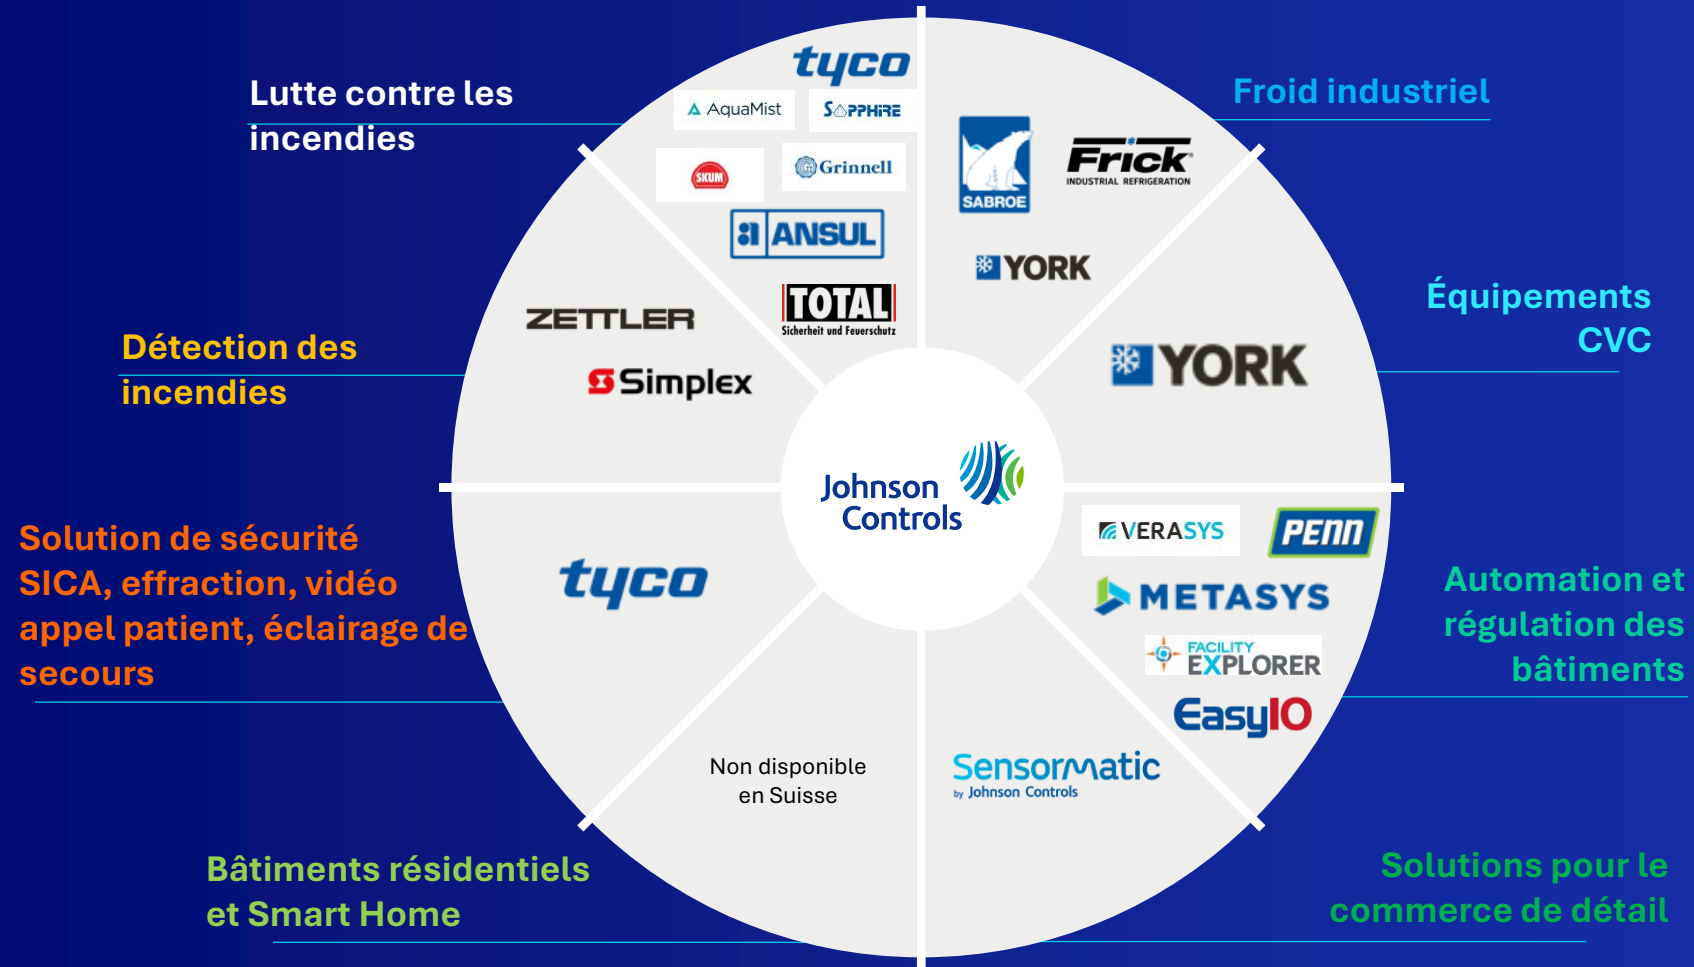 Lutte contre les
incendies
tyco
AquaMist
SAPPHIRE
SKUM
Grinnell
ANSUL
TOTAL
Sicherheit und Feuerschutz
Froid industriel
SABROE
Frick
INDUSTRIAL REFRIGERATION
YORK
Équipements
CVC
YORK
Détection des
incendies
ZETTLER
Simplex
Johnson
Controls
Solution de sécurité
SICA, effraction, vidéo
appel patient, éclairage de
secours
tyco
VERASYS
PENN
METASYS
FACILITY
EXPLORER
EasyIO
Automation et
régulation des
bâtiments
Non disponible
en Suisse
Sensormatic
by Johnson Controls
Bâtiments résidentiels
et Smart Home
Solutions pour le
commerce de détail